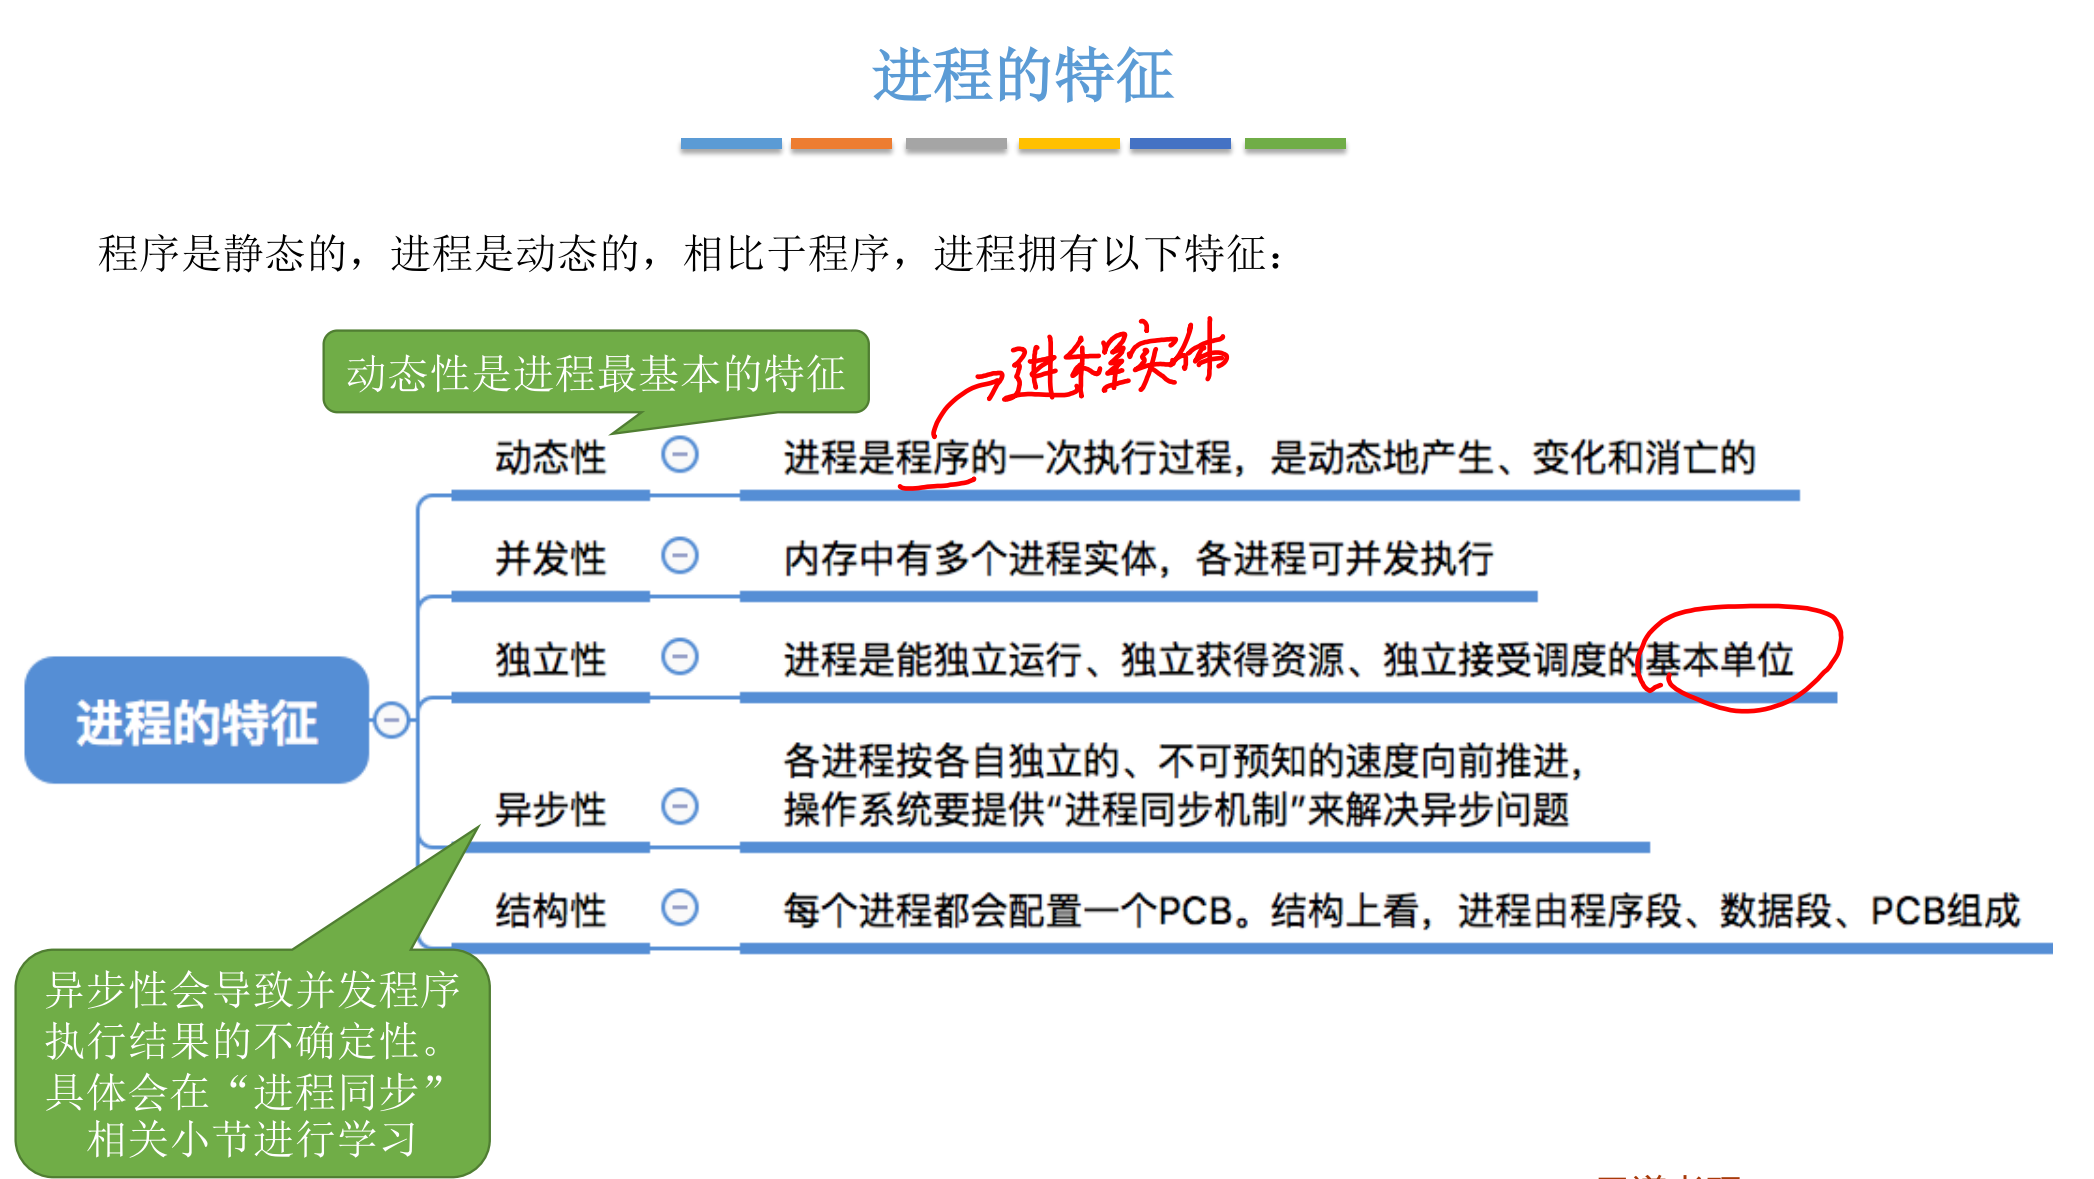 进程的特征
程序是静态的，进程是动态的，相比于程序，进程拥有以下特征：
动态性是进程最基本的特征
进程实体
进程的特征
动态性
进程是程序的一次执行过程，是动态地产生、变化和消亡的
并发性
内存中有多个进程实体，各进程可并发执行
独立性
进程是能独立运行、独立获得资源、独立接受调度的基本单位
异步性
各进程按各自独立的、不可预知的速度向前推进，
操作系统要提供“进程同步机制”来解决异步问题
结构性
每个进程都会配置一个PCB。结构上看，进程由程序段、数据段、PCB组成
异步性会导致并发程序
执行结果的不确定性。
具体会在“进程同步”
相关小节进行学习